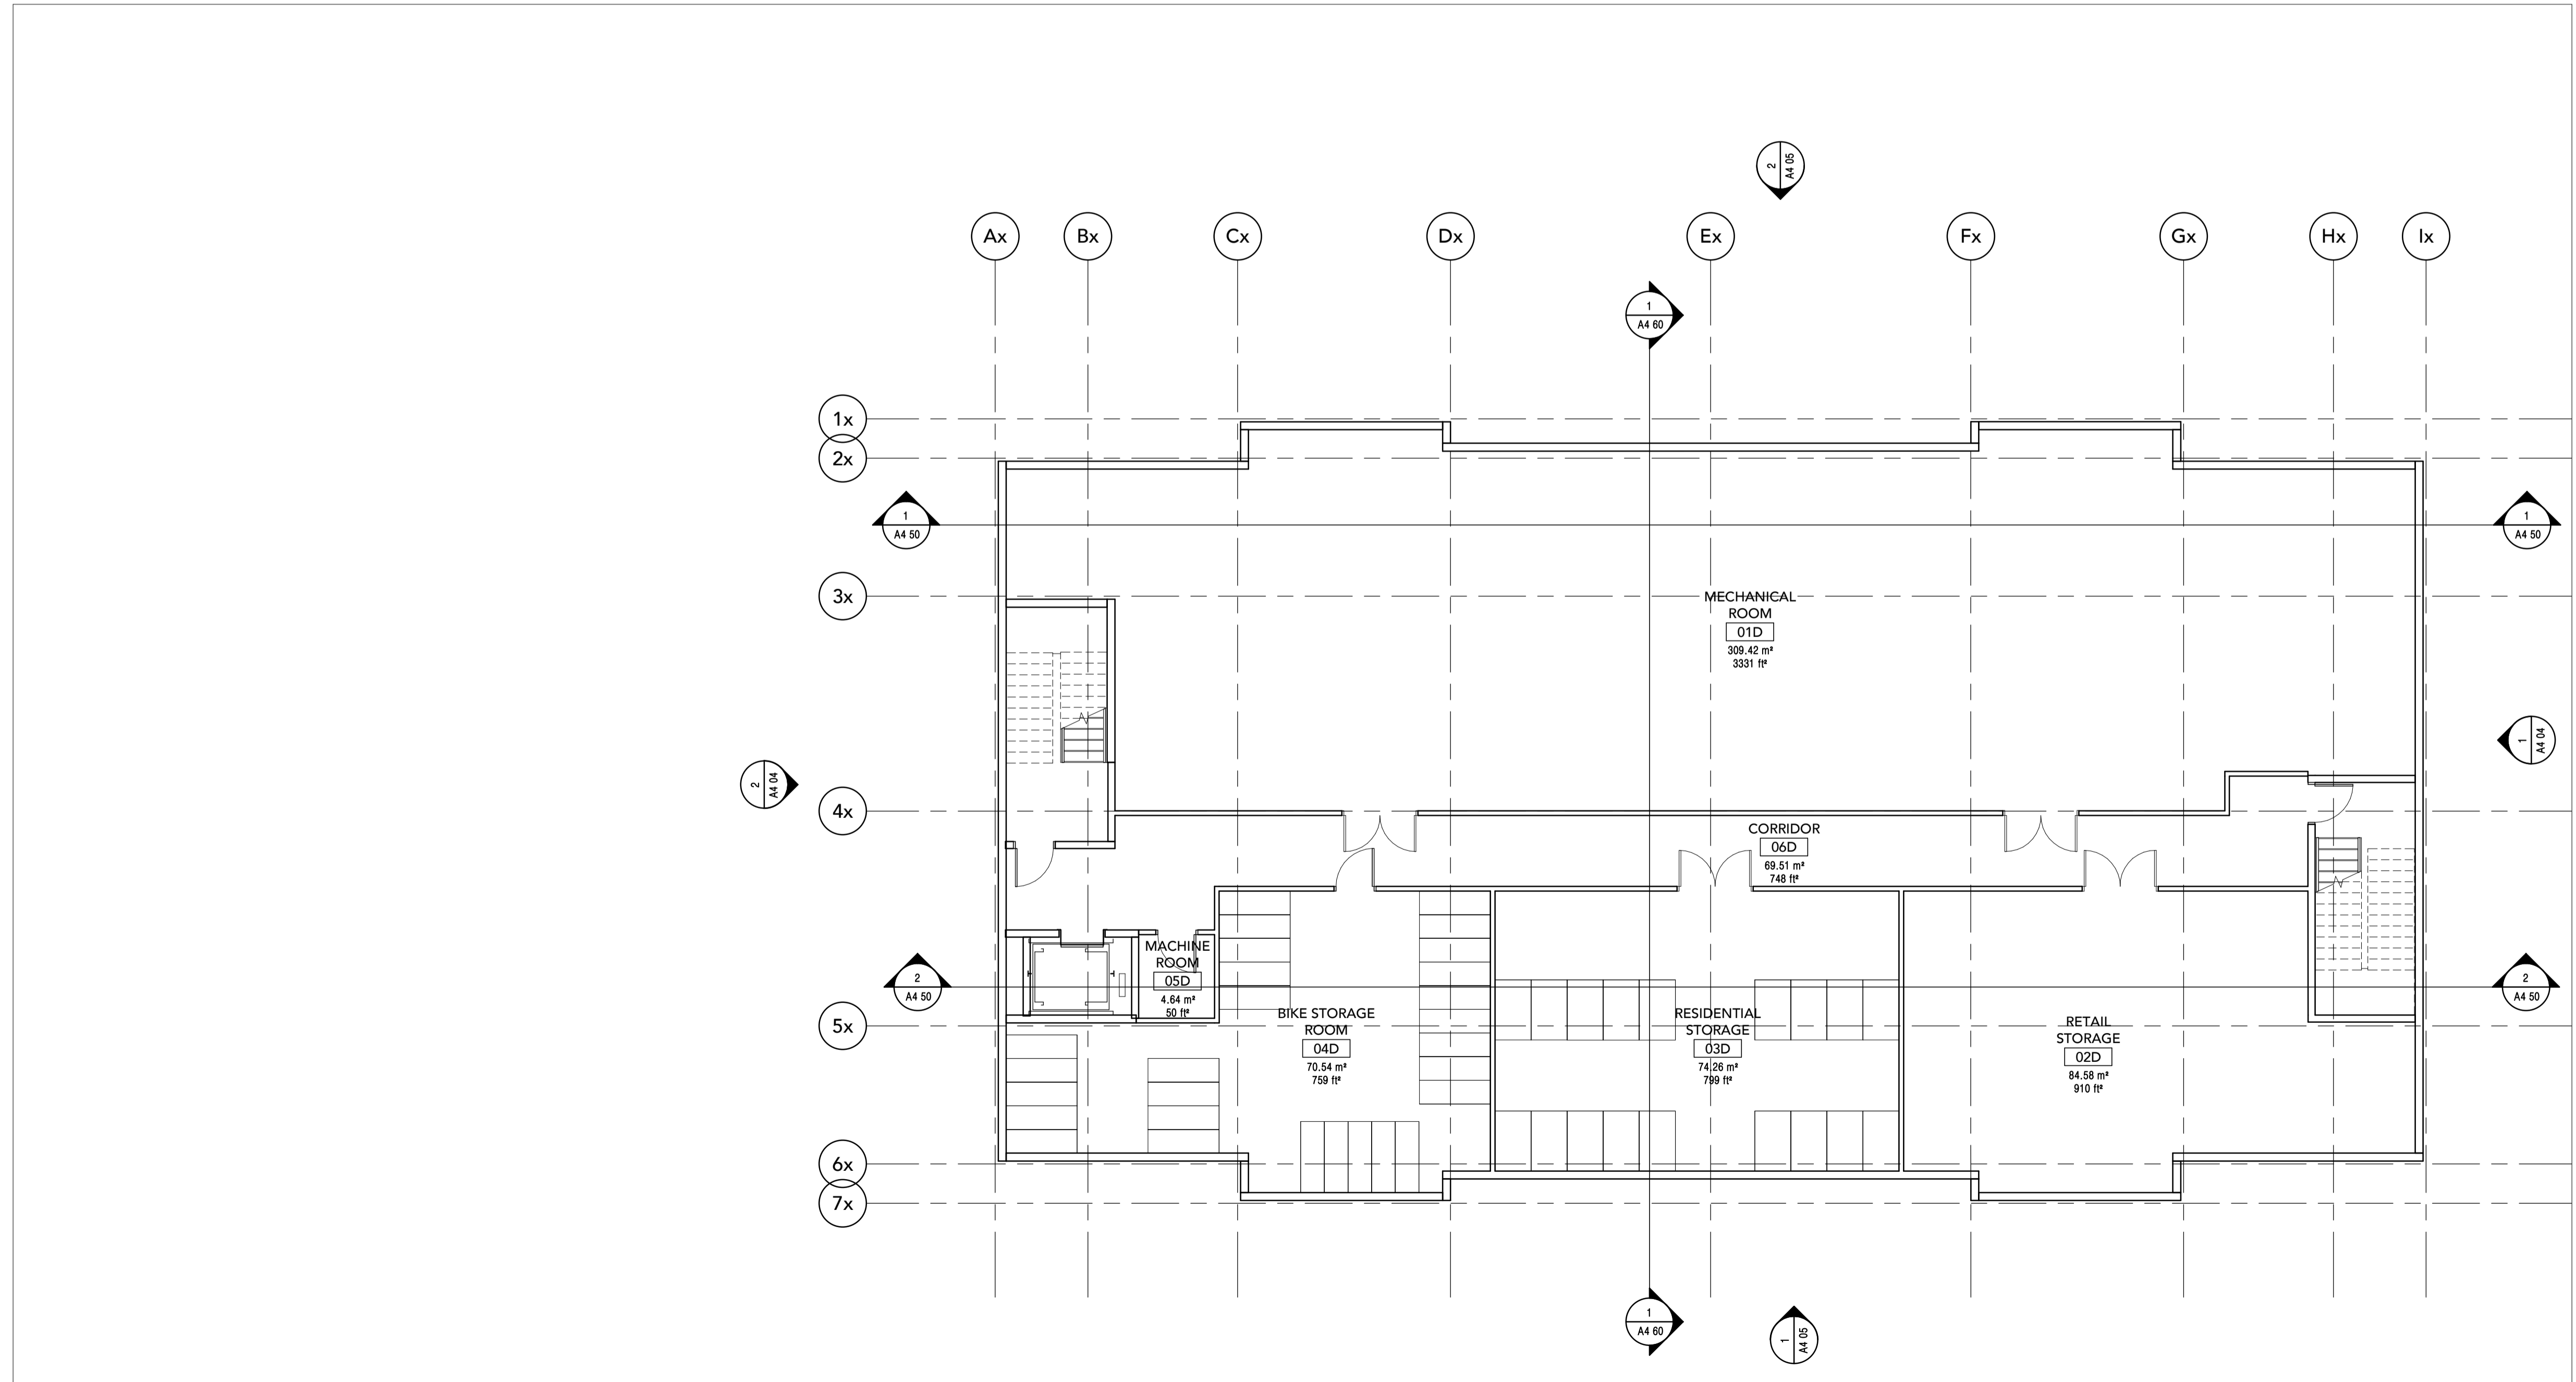 2
A4 05
Ax
Bx
Cx
Dx
Ex
Fx
Gx
Hx
Ix
1
A4 60
1x
2x
1
A4 50
1
A4 50
3x
MECHANICAL
ROOM
01D
309.42 m²
3331 ft²
1
A4 04
2
A4 04
4x
CORRIDOR
06D
69.51 m²
748 ft²
MACHINE
ROOM
05D
4.64 m²
50 ft²
2
A4 50
2
A4 50
5x
BIKE STORAGE
ROOM
04D
70.54 m²
759 ft²
RESIDENTIAL
STORAGE
03D
74.26 m²
799 ft²
RETAIL
STORAGE
02D
84.58 m²
910 ft²
6x
7x
1
A4 60
1
A4 05